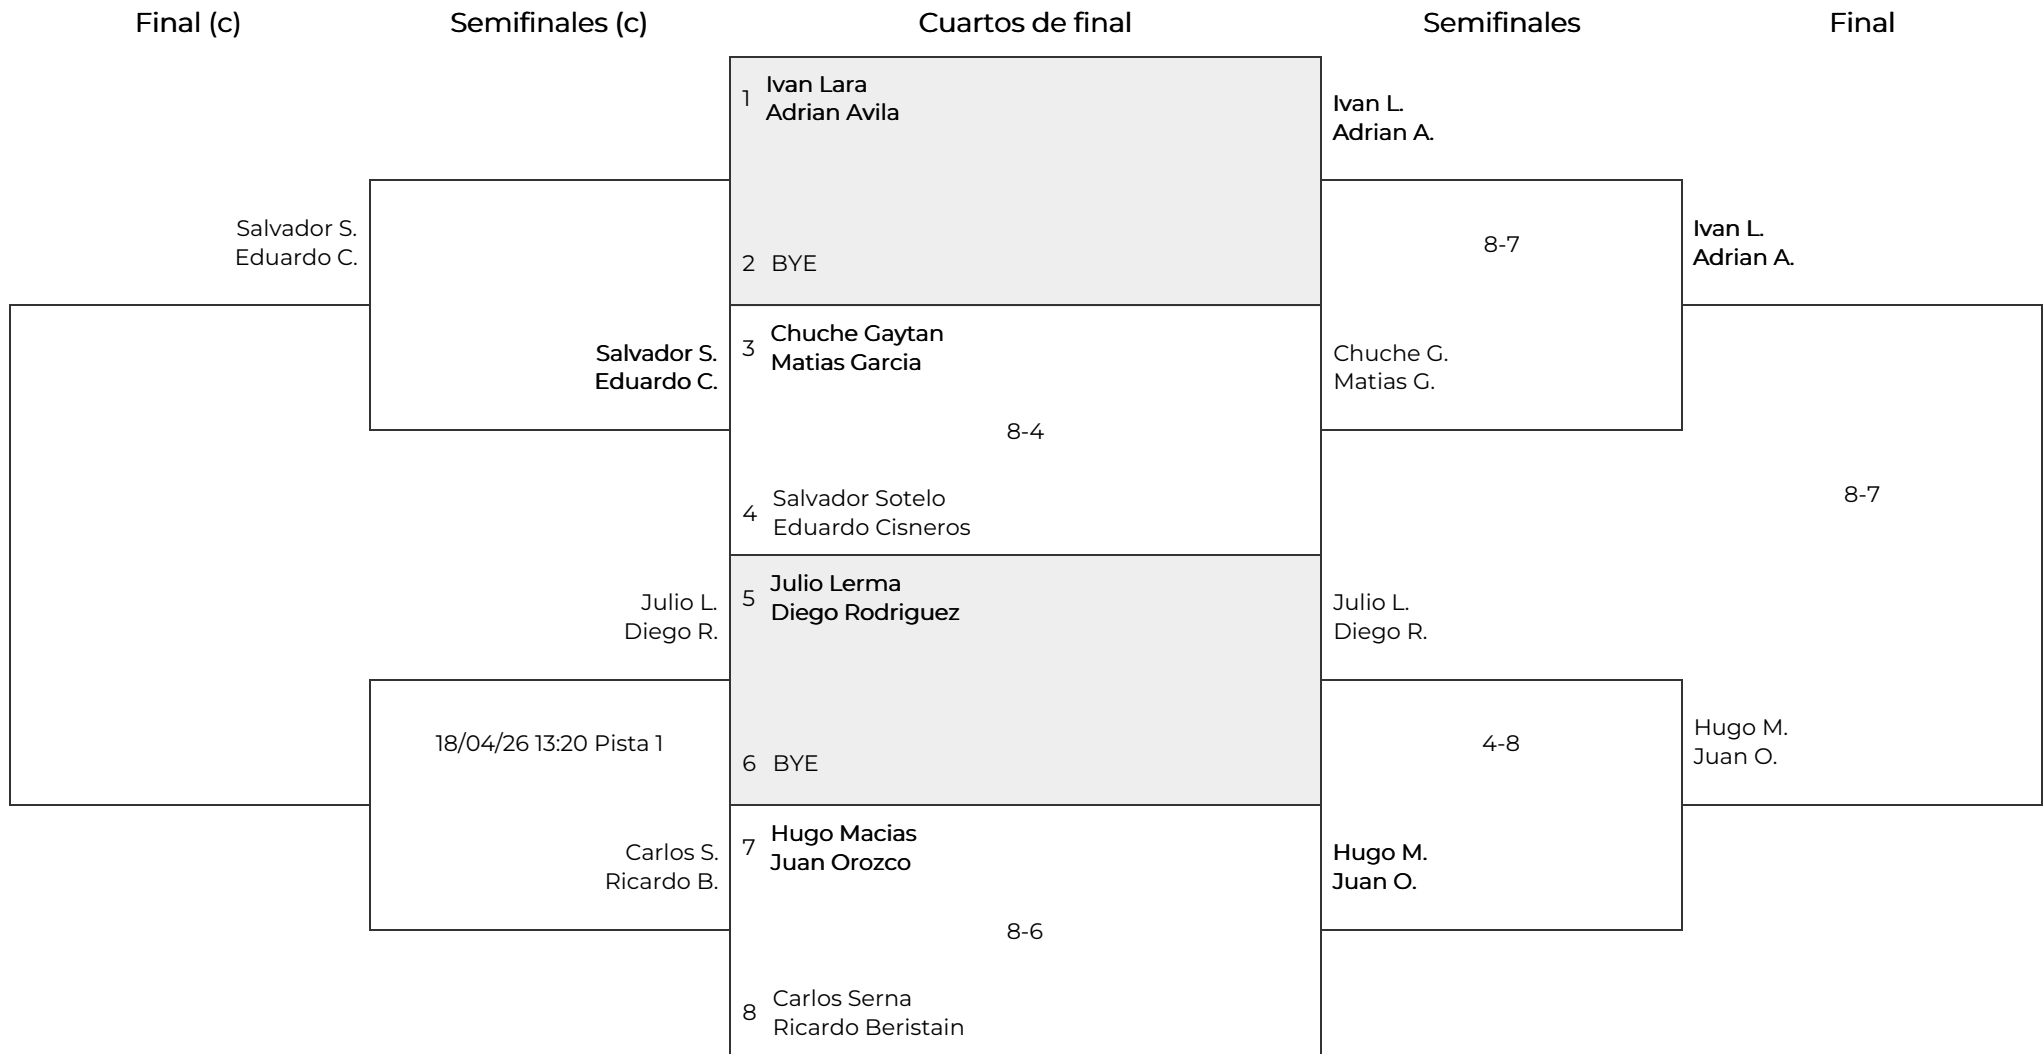 Final (c)
Semifinales (c)
Cuartos de final
Semifinales
Final
Salvador S.
Eduardo C.
Salvador S.
Eduardo C.
Julio L.
Diego R.
18/04/26 13:20 Pista 1
Carlos S.
Ricardo B.
1 Ivan Lara
Adrian Avila
2 BYE
3 Chuche Gaytan
Matias Garcia
8-4
4 Salvador Sotelo
Eduardo Cisneros
5 Julio Lerma
Diego Rodriguez
6 BYE
7 Hugo Macias
Juan Orozco
8-6
8 Carlos Serna
Ricardo Beristain
Ivan L.
Adrian A.
8-7
Chuche G.
Matias G.
Julio L.
Diego R.
4-8
Hugo M.
Juan O.
Ivan L.
Adrian A.
8-7
Hugo M.
Juan O.